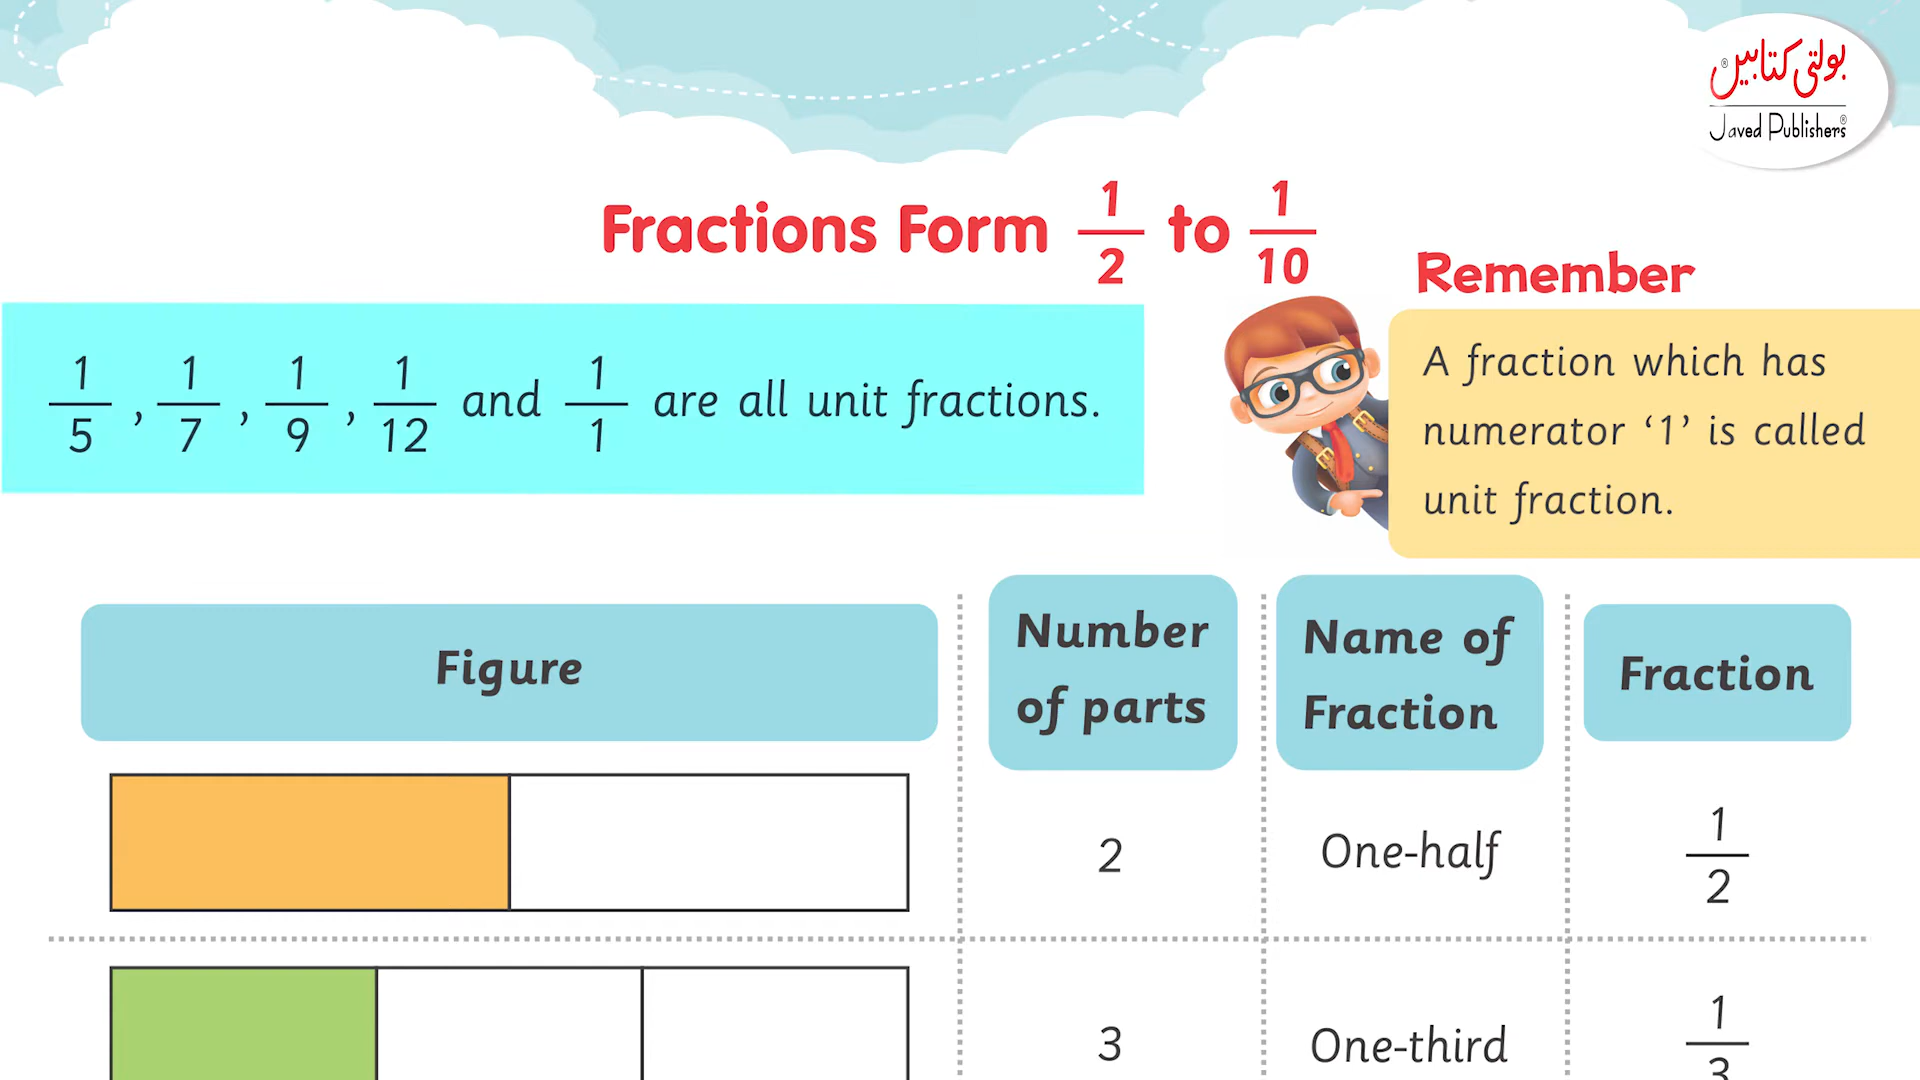 بولتی کتابیں®
Javed Publishers®
Fractions Form 1/2 to 1/10
Remember
1/5, 1/7, 1/9, 1/12 and 1/1 are all unit fractions.
A fraction which has
numerator ‘1’ is called
unit fraction.
Figure
Number
of parts
Name of
Fraction
Fraction
2
One-half
1/2
3
One-third
1/3